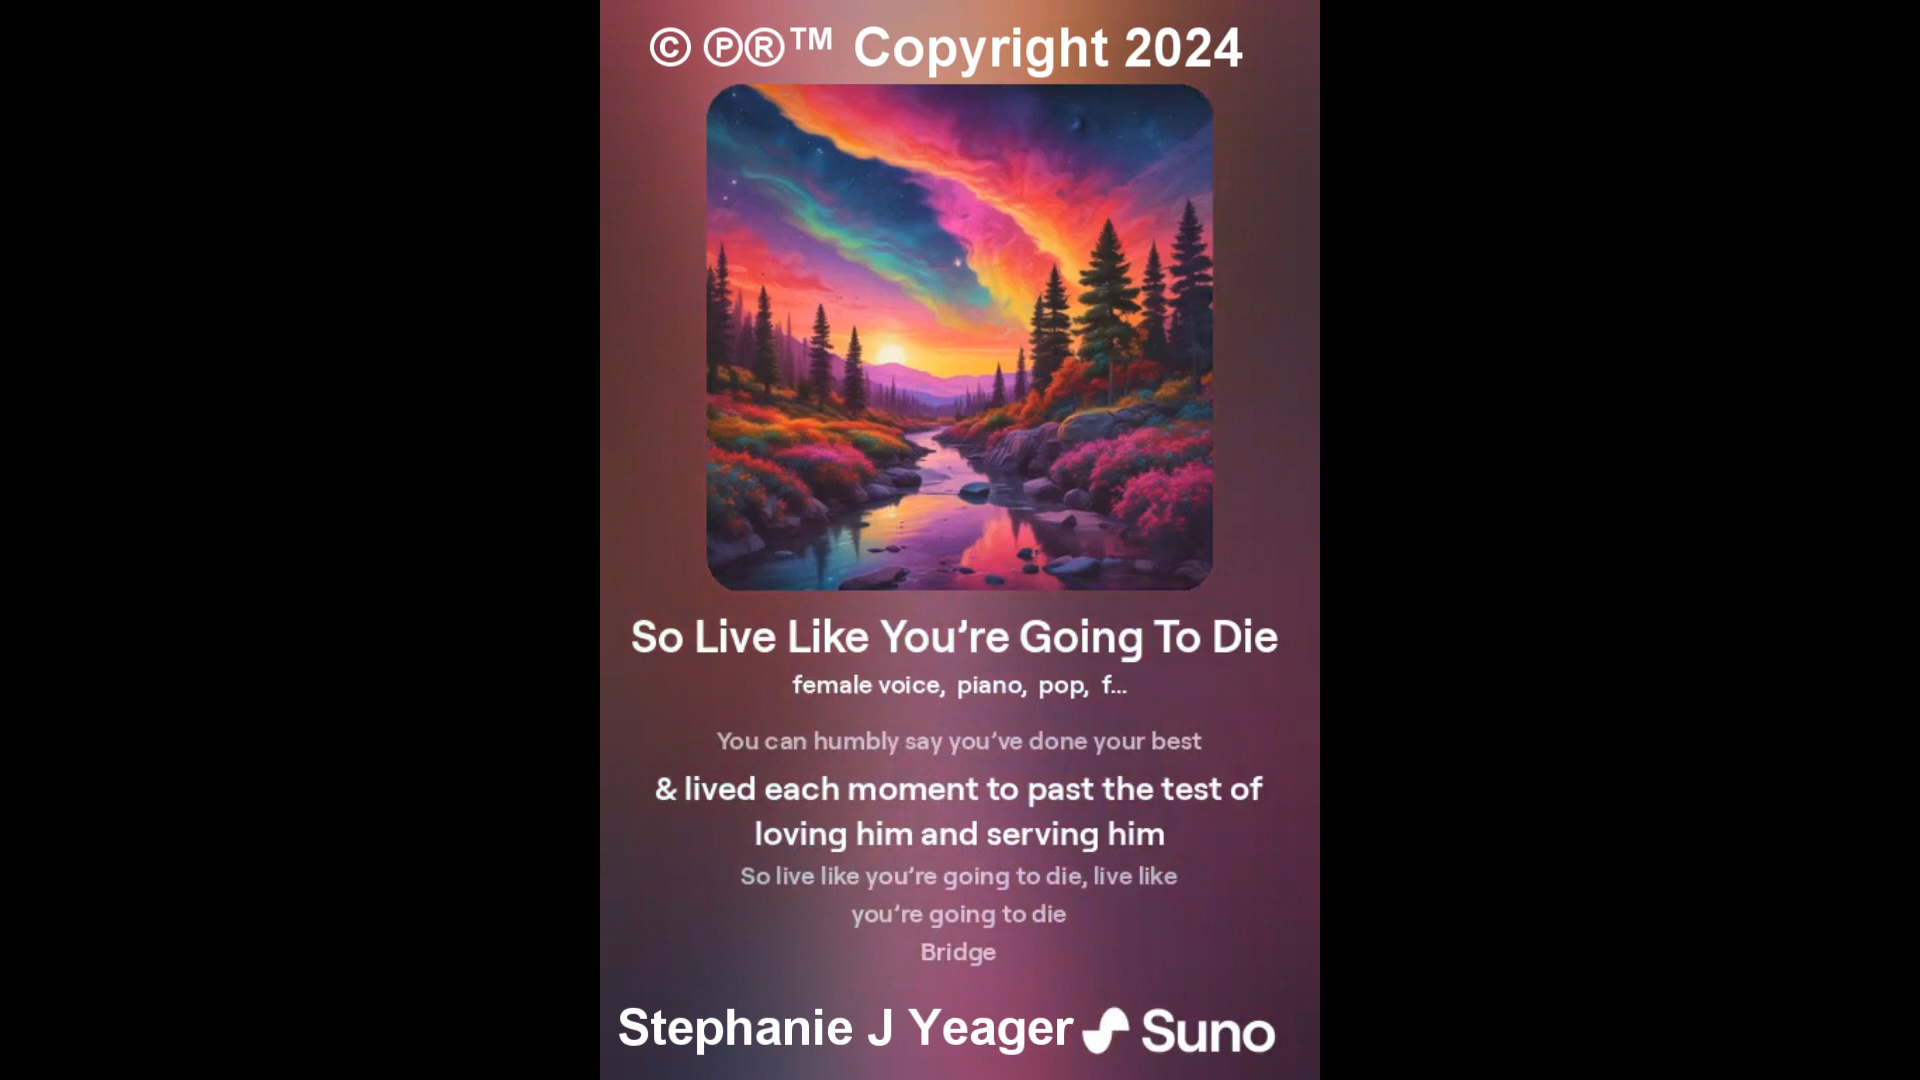 © ℗®™ Copyright 2024
So Live Like You’re Going To Die
female voice, piano, pop, f...
You can humbly say you’ve done your best
& lived each moment to past the test of
loving him and serving him
So live like you’re going to die, live like
you’re going to die
Bridge
Stephanie J Yeager Suno